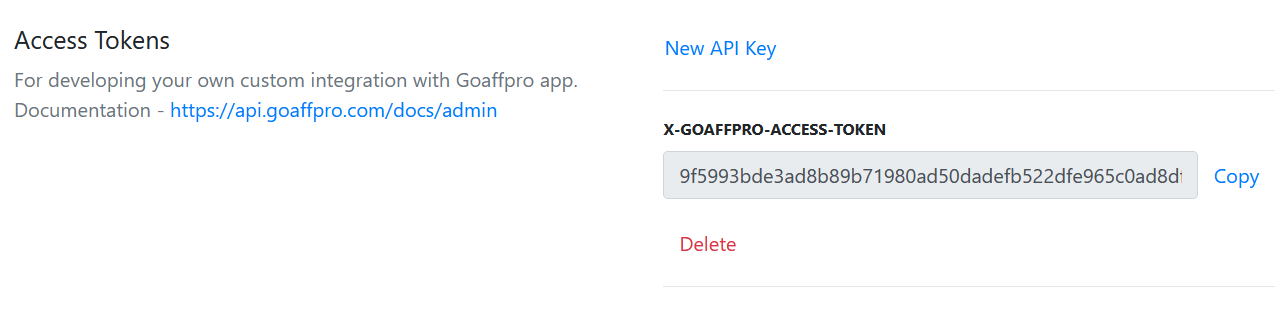 Access Tokens
For developing your own custom integration with Goaffpro app.
Documentation - https://api.goaffpro.com/docs/admin
New API Key
X-GOAFFPRO-ACCESS-TOKEN
9f5993bde3ad8b89b71980ad50dadefb522dfe965c0ad8d
Copy
Delete